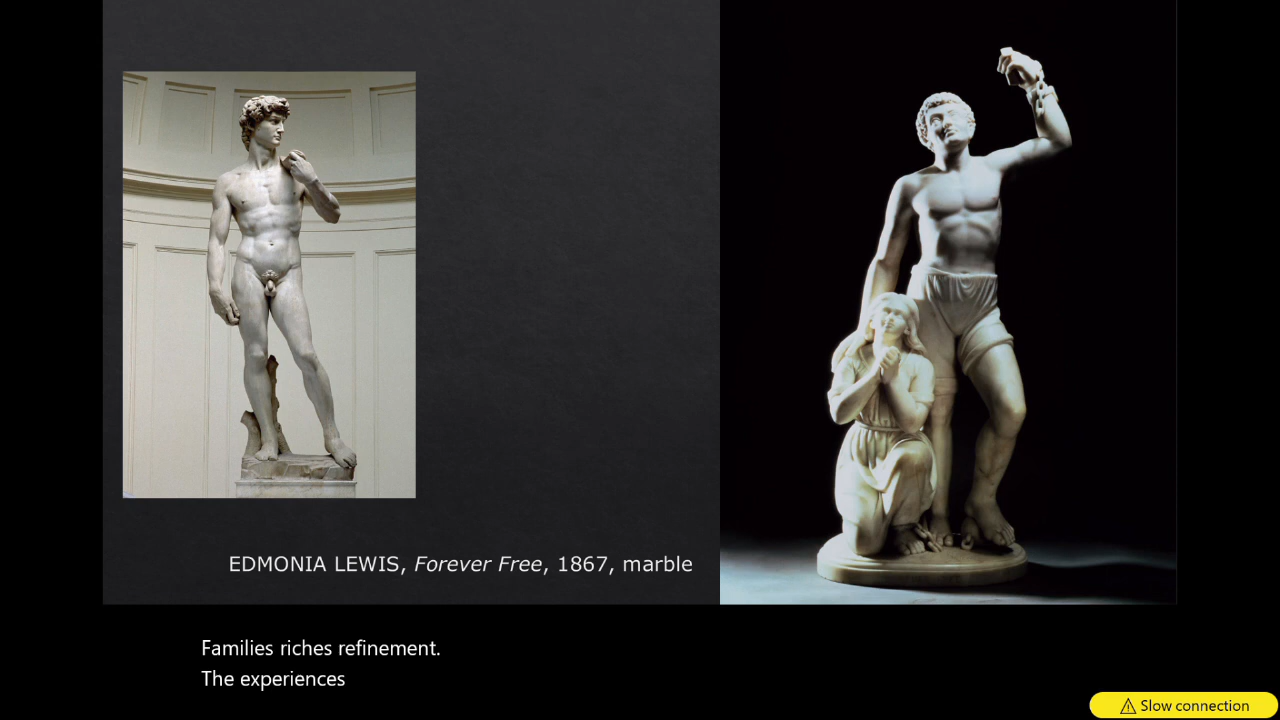 EDMONIA LEWIS, Forever Free, 1867, marble
Families riches refinement.
The experiences
Slow connection